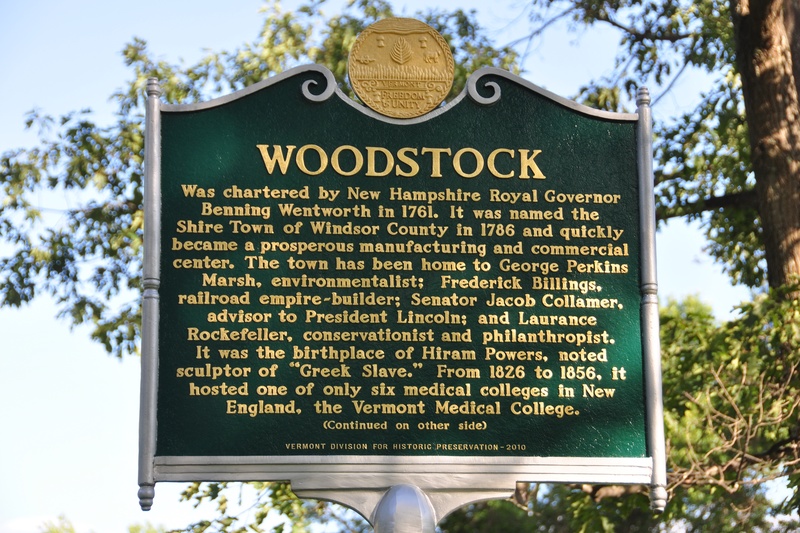 VERMONT
FREEDOM
& UNITY
WOODSTOCK
Was chartered by New Hampshire Royal Governor
Benning Wentworth in 1761. It was named the
Shire Town of Windsor County in 1786 and quickly
became a prosperous manufacturing and commercial
center. The town has been home to George Perkins
Marsh, environmentalist; Frederick Billings,
railroad empire-builder; Senator Jacob Collamer,
advisor to President Lincoln; and Laurance
Rockefeller, conservationist and philanthropist.
It was the birthplace of Hiram Powers, noted
sculptor of "Greek Slave." From 1826 to 1856, it
hosted one of only six medical colleges in New
England, the Vermont Medical College.
(Continued on other side)
VERMONT DIVISION FOR HISTORIC PRESERVATION - 2010